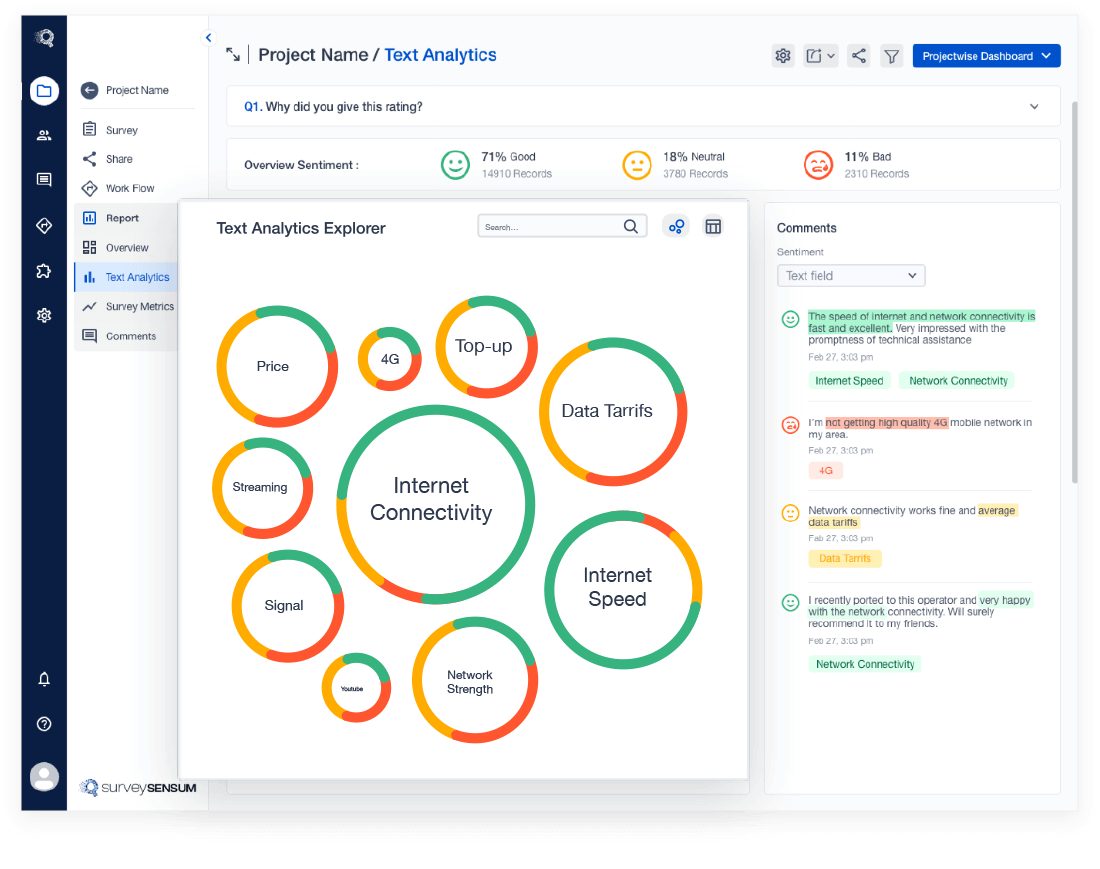 Project Name / Text Analytics
Projectwise Dashboard
Project Name
Survey
Share
Work Flow
Report
Overview
Text Analytics
Survey Metrics
Comments
surveySENSUM
Q1. Why did you give this rating?
Overview Sentiment :
71% Good
14910 Records
18% Neutral
3780 Records
11% Bad
2310 Records
Text Analytics Explorer
Search...
Price
4G
Top-up
Data Tarrifs
Streaming
Internet
Connectivity
Signal
Internet
Speed
Youtube
Network
Strength
Comments
Sentiment
Text field
The speed of internet and network connectivity is
fast and excellent. Very impressed with the
promptness of technical assistance
Feb 27, 3:03 pm
Internet Speed
Network Connectivity
I'm not getting high quality 4G mobile network in
my area.
Feb 27, 3:03 pm
4G
Network connectivity works fine and average
data tariffs
Feb 27, 3:03 pm
Data Tarrifs
I recently ported to this operator and very happy
with the network connectivity. Will surely
recommend it to my friends.
Feb 27, 3:03 pm
Network Connectivity